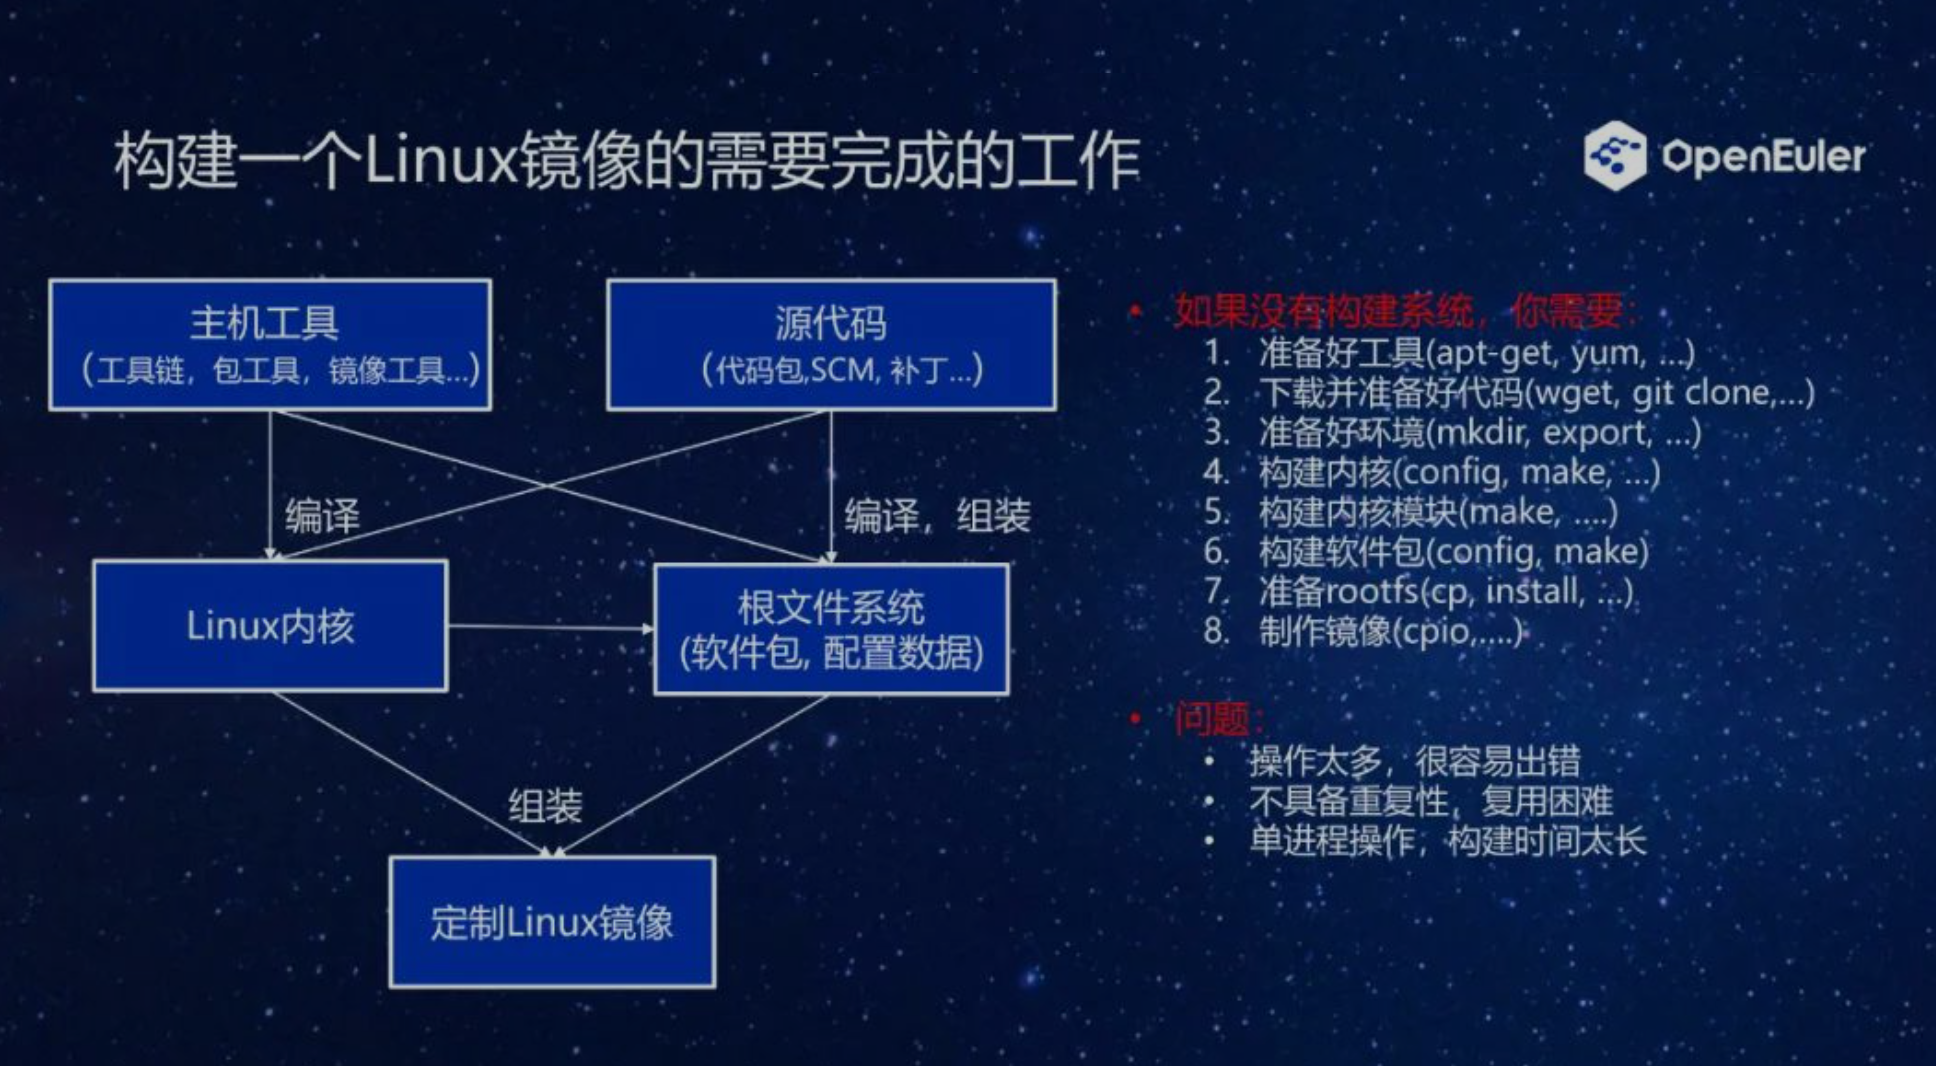 构建一个Linux镜像的需要完成的工作
OpenEuler
主机工具
（工具链，包工具，镜像工具...）
源代码
（代码包,SCM, 补丁...）
编译
编译，组装
Linux内核
根文件系统
(软件包, 配置数据)
组装
定制Linux镜像
• 如果没有构建系统，你需要：
1. 准备好工具(apt-get, yum, ...)
2. 下载并准备好代码(wget, git clone,...)
3. 准备好环境(mkdir, export, ...)
4. 构建内核(config, make, ...)
5. 构建内核模块(make, ....)
6. 构建软件包(config, make)
7. 准备rootfs(cp, install, ...)
8. 制作镜像(cpio,....)
• 问题：
• 操作太多，很容易出错
• 不具备重复性，复用困难
• 单进程操作，构建时间太长